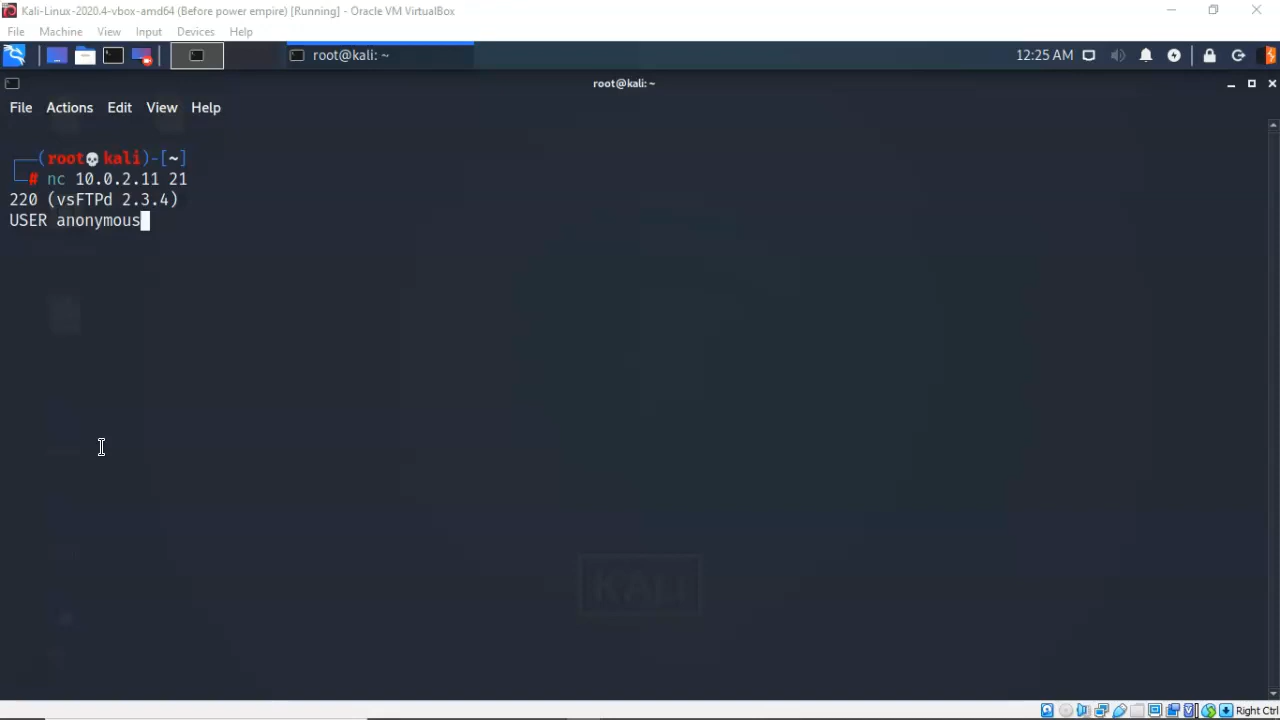 Kali-Linux-2020.4-vbox-amd64 (Before power empire) [Running] - Oracle VM VirtualBox
File Machine View Input Devices Help
root@kali: ~ 12:25 AM
root@kali:~
File Actions Edit View Help
(root💀kali)-[~]
# nc 10.0.2.11 21
220 (vsFTPd 2.3.4)
USER anonymous
KALI
Right Ctrl